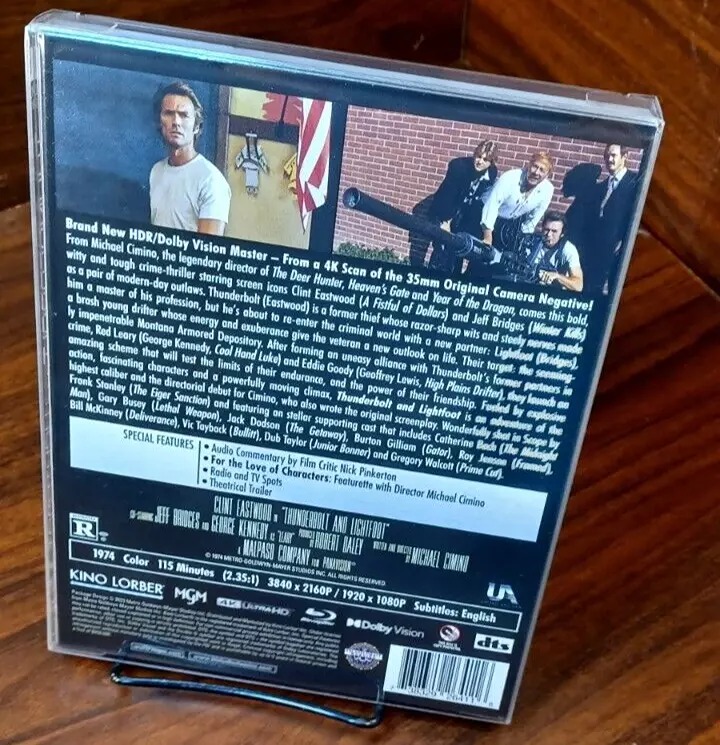 Brand New HDR/Dolby Vision Master – From a 4K Scan of the 35mm Original Camera Negative!
From Michael Cimino, the legendary director of The Deer Hunter, Heaven's Gate and Year of the Dragon, comes this bold,
witty and tough crime-thriller starring screen icons Clint Eastwood (A Fistful of Dollars) and Jeff Bridges (Winter Kills)
as a pair of modern-day outlaws. Thunderbolt (Eastwood) is a former thief whose razor-sharp wits and steely nerves made
him a master of his profession, but he's about to re-enter the criminal world with a new partner: Lightfoot (Bridges),
a brash young drifter whose energy and exuberance give the veteran a new outlook on life. Their target: the seeming-
ly impenetrable Montana Armored Depository. After forming an uneasy alliance with Thunderbolt's former partners in
crime, Red Leary (George Kennedy, Cool Hand Luke) and Eddie Goody (Geoffrey Lewis, High Plains Drifter), they launch an
amazing scheme that will test the limits of their endurance, and the power of their friendship. Fueled by explosive
action, fascinating characters and a powerfully moving climax, Thunderbolt and Lightfoot is an adventure of the
highest caliber and the directorial debut for Cimino, who also wrote the original screenplay. Wonderfully shot in Scope by
Frank Stanley (The Eiger Sanction) and featuring an stellar supporting cast that includes Catherine Bach (The Midnight
Man), Gary Busey (Lethal Weapon), Jack Dodson (The Getaway), Burton Gilliam (Gator), Roy Jenson (Framed),
Bill McKinney (Deliverance), Vic Tayback (Bullitt), Dub Taylor (Junior Bonner) and Gregory Walcott (Prime Cut).
SPECIAL FEATURES
• Audio Commentary by Film Critic Nick Pinkerton
• For the Love of Characters: Featurette with Director Michael Cimino
• Radio and TV Spots
• Theatrical Trailer
CLINT EASTWOOD IN "THUNDERBOLT AND LIGHTFOOT"
CO-STARRING JEFF BRIDGES AND GEORGE KENNEDY AS "LEARY" PRODUCED BY ROBERT DALEY WRITTEN AND DIRECTED BY MICHAEL CIMINO
A MALPASO COMPANY FILM PANAVISION®
© 1974 METRO-GOLDWYN-MAYER STUDIOS INC. ALL RIGHTS RESERVED.
R
1974 Color 115 Minutes (2.35:1) 3840 x 2160P / 1920 x 1080P Subtitles: English
KINO LORBER MGM 4K ULTRA HD Blu-ray Dolby Vision dts
UA